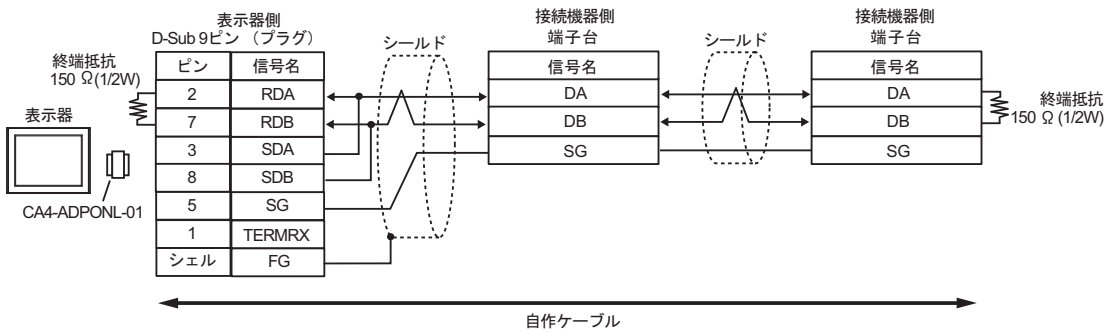 表示器側
D-Sub 9ピン （プラグ）
終端抵抗
150 Ω(1/2W)
表示器
CA4-ADPONL-01
ピン 信号名
2 RDA
7 RDB
3 SDA
8 SDB
5 SG
1 TERMRX
シェル FG
シールド
接続機器側
端子台
信号名
DA
DB
SG
シールド
接続機器側
端子台
信号名
DA
DB
SG
終端抵抗
150 Ω (1/2W)
自作ケーブル